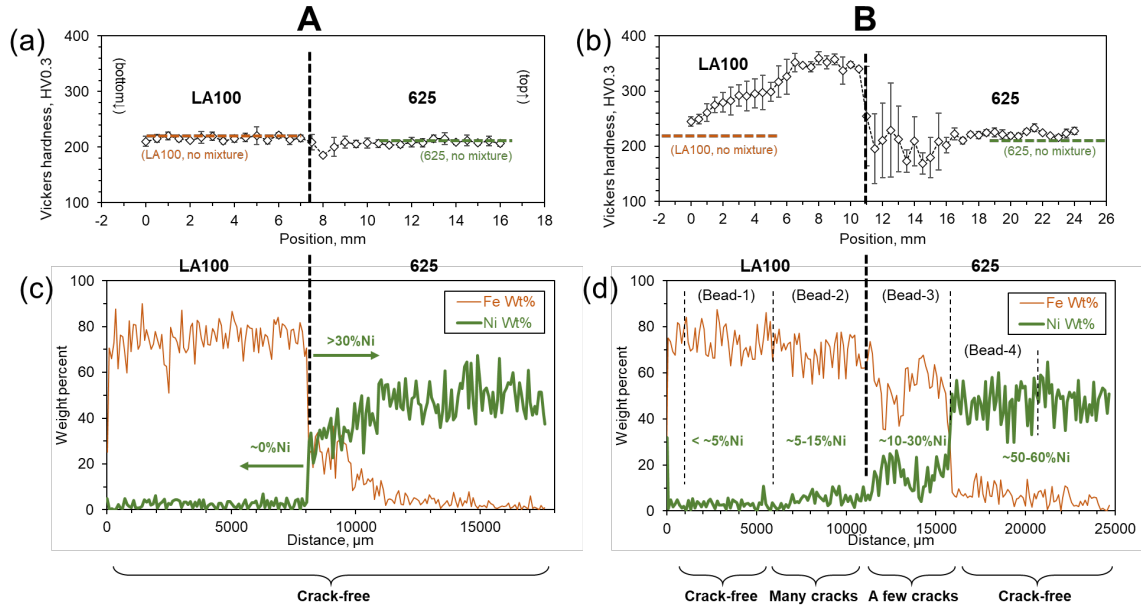 A
B
(a)
Vickers hardness, HV0.3
400
300
200
100
(bottom↓)
LA100
625
(top↑)
(LA100, no mixture)
(625, no mixture)
-2 0 2 4 6 8 10 12 14 16 18
Position, mm
(b)
Vickers hardness, HV0.3
400
300
200
100
LA100
625
(LA100, no mixture)
(625, no mixture)
-2 0 2 4 6 8 10 12 14 16 18 20 22 24 26
Position, mm
(c)
LA100
625
Weight percent
100
80
60
40
20
0
Fe Wt%
Ni Wt%
>30%Ni
~0%Ni
0 5000 10000 15000
Distance, µm
Crack-free
(d)
LA100
625
Weight percent
100
80
60
40
20
0
(Bead-1)
(Bead-2)
(Bead-3)
Fe Wt%
Ni Wt%
(Bead-4)
< ~5%Ni
~5-15%Ni
~10-30%Ni
~50-60%Ni
0 5000 10000 15000 20000 25000
Distance, µm
Crack-free
Many cracks
A few cracks
Crack-free